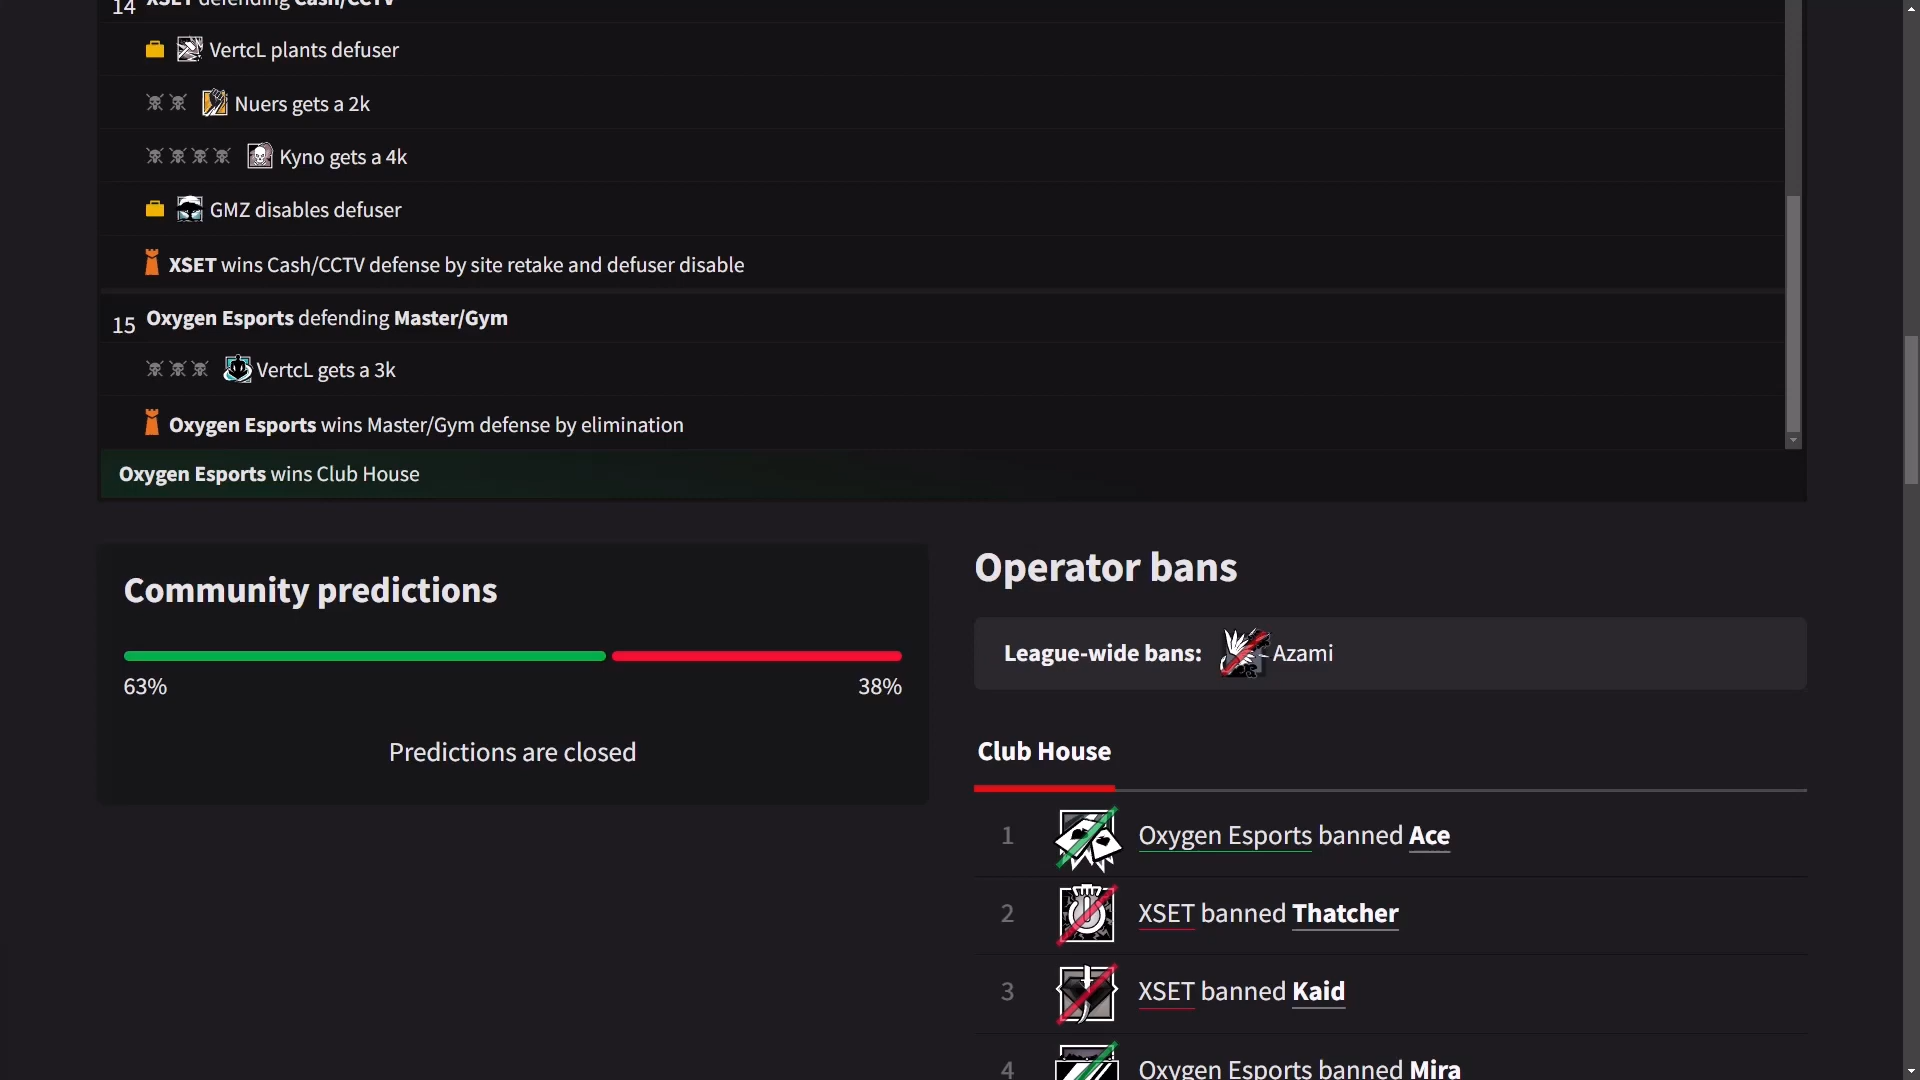 14 XSET defending Cash/CCTV
VertcL plants defuser
Nuers gets a 2k
Kyno gets a 4k
GMZ disables defuser
XSET wins Cash/CCTV defense by site retake and defuser disable
15 Oxygen Esports defending Master/Gym
VertcL gets a 3k
Oxygen Esports wins Master/Gym defense by elimination
Oxygen Esports wins Club House
Community predictions
63% 38%
Predictions are closed
Operator bans
League-wide bans: Azami
Club House
1 Oxygen Esports banned Ace
2 XSET banned Thatcher
3 XSET banned Kaid
4 Oxygen Esports banned Mira